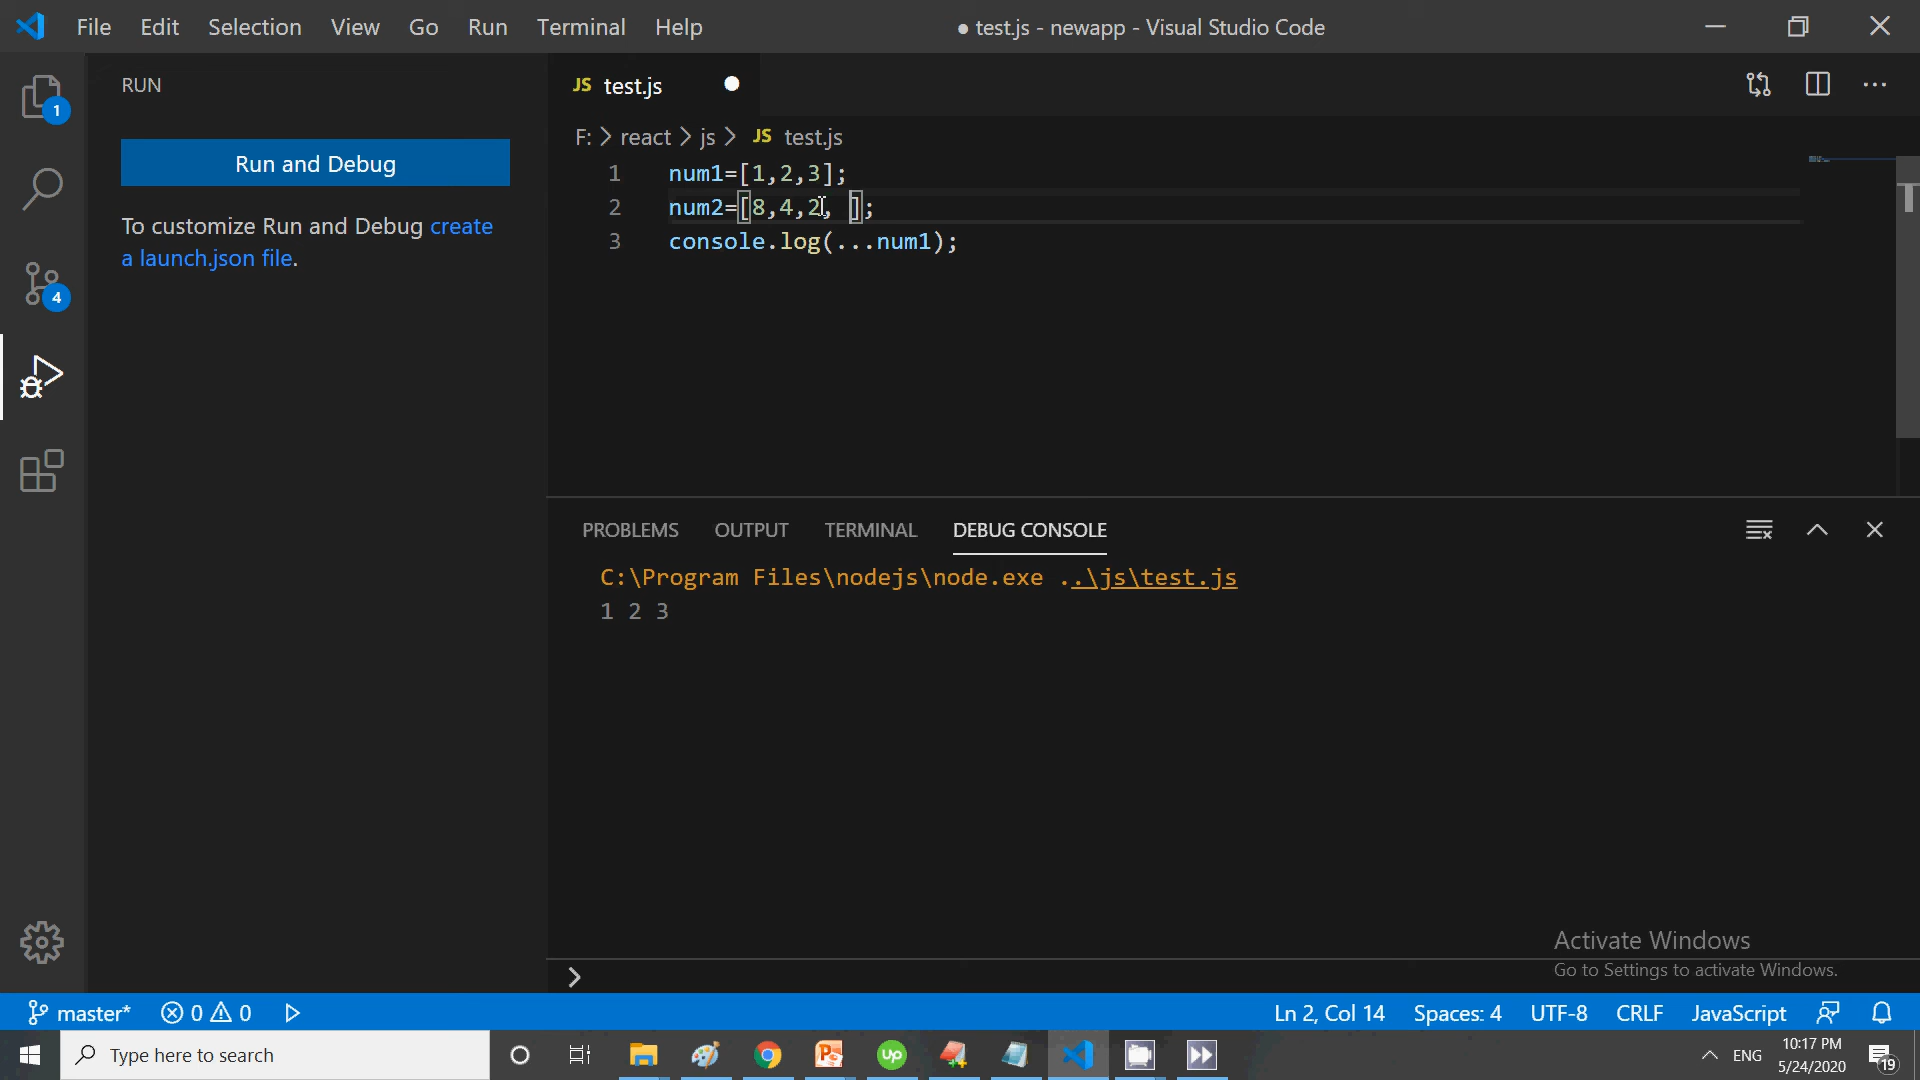 File Edit Selection View Go Run Terminal Help ● test.js - newapp - Visual Studio Code
RUN
JS test.js
1
Run and Debug
F: > react > js > JS test.js
1 num1=[1,2,3];
2 num2=[8,4,2, ];
3 console.log(...num1);
To customize Run and Debug create
a launch.json file.
4
PROBLEMS OUTPUT TERMINAL DEBUG CONSOLE
C:\Program Files\nodejs\node.exe ..\js\test.js
1 2 3
Activate Windows
Go to Settings to activate Windows.
>
master* 0 0 Ln 2, Col 14 Spaces: 4 UTF-8 CRLF JavaScript
Type here to search
up
P
ENG
10:17 PM
5/24/2020
19